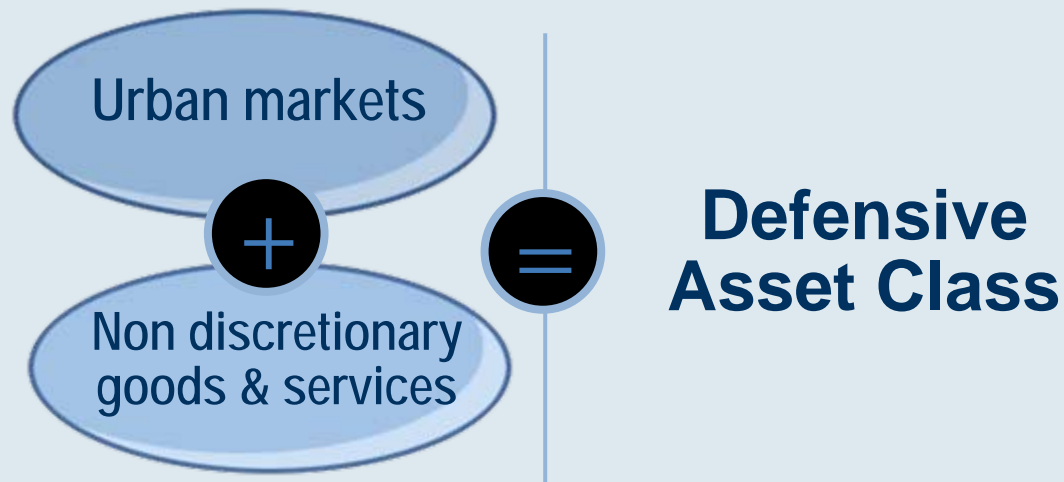 Urban markets
+
Non discretionary
goods & services
=
Defensive
Asset Class